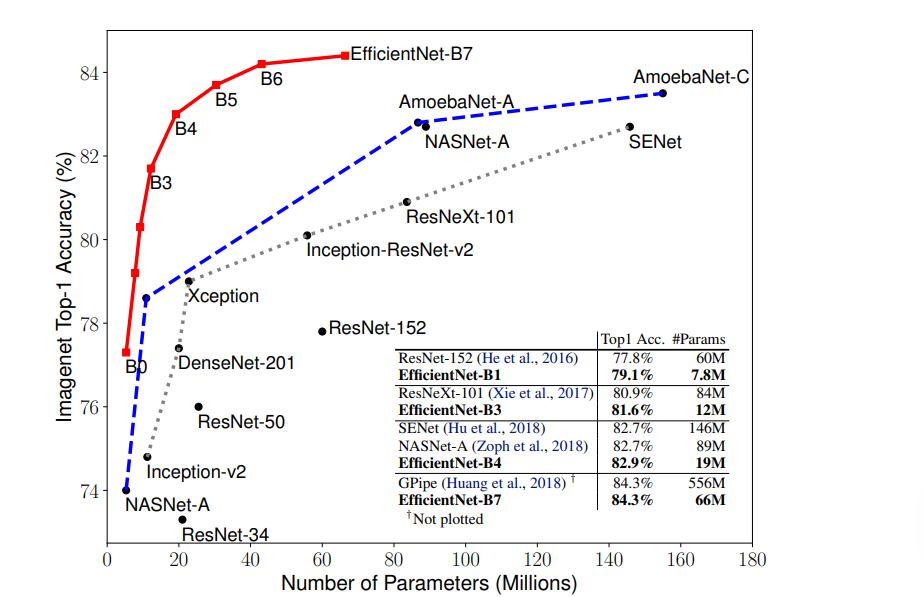 EfficientNet-B7
84
B6
AmoebaNet-C
B5
AmoebaNet-A
B4
NASNet-A
SENet
82
B3
ResNeXt-101
80
Inception-ResNet-v2
Xception
78
ResNet-152
B0
DenseNet-201
76
ResNet-50
Inception-v2
74
NASNet-A
ResNet-34
Imagenet Top-1 Accuracy (%)
Top1 Acc. #Params
ResNet-152 (He et al., 2016) 77.8% 60M
EfficientNet-B1 79.1% 7.8M
ResNeXt-101 (Xie et al., 2017) 80.9% 84M
EfficientNet-B3 81.6% 12M
SENet (Hu et al., 2018) 82.7% 146M
NASNet-A (Zoph et al., 2018) 82.7% 89M
EfficientNet-B4 82.9% 19M
GPipe (Huang et al., 2018) † 84.3% 556M
EfficientNet-B7 84.3% 66M
†Not plotted
0 20 40 60 80 100 120 140 160 180
Number of Parameters (Millions)